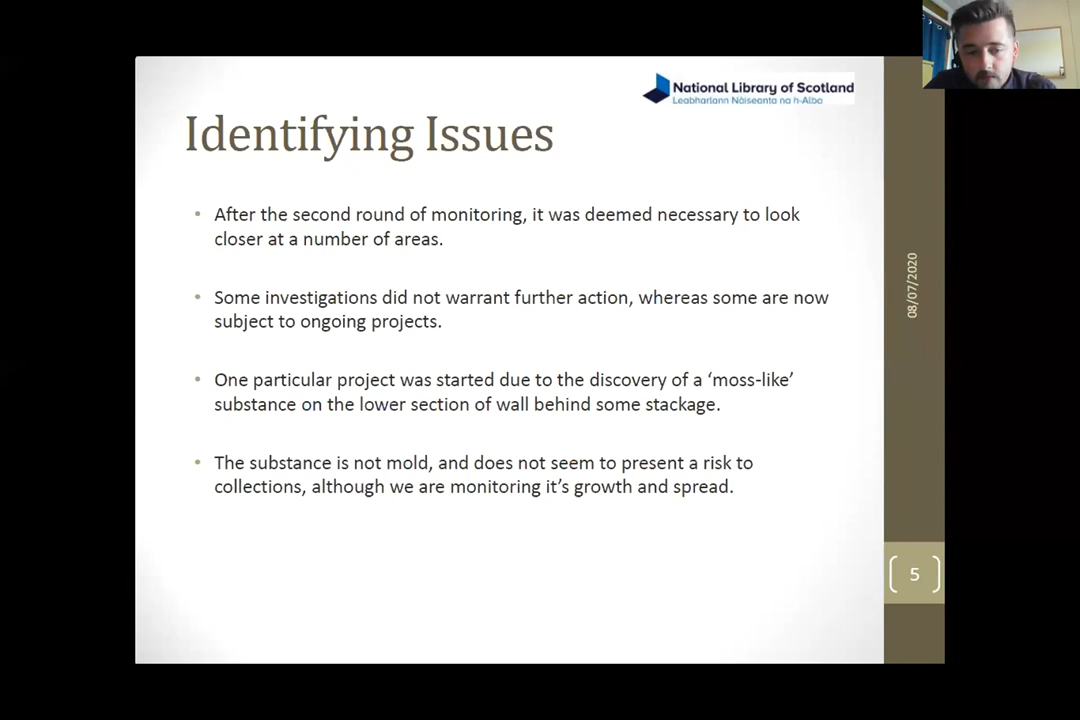 National Library of Scotland
Leabharlann Nàiseanta na h-Alba
Identifying Issues
• After the second round of monitoring, it was deemed necessary to look
closer at a number of areas.
• Some investigations did not warrant further action, whereas some are now
subject to ongoing projects.
• One particular project was started due to the discovery of a ‘moss-like’
substance on the lower section of wall behind some stackage.
• The substance is not mold, and does not seem to present a risk to
collections, although we are monitoring it’s growth and spread.
08/07/2020
5